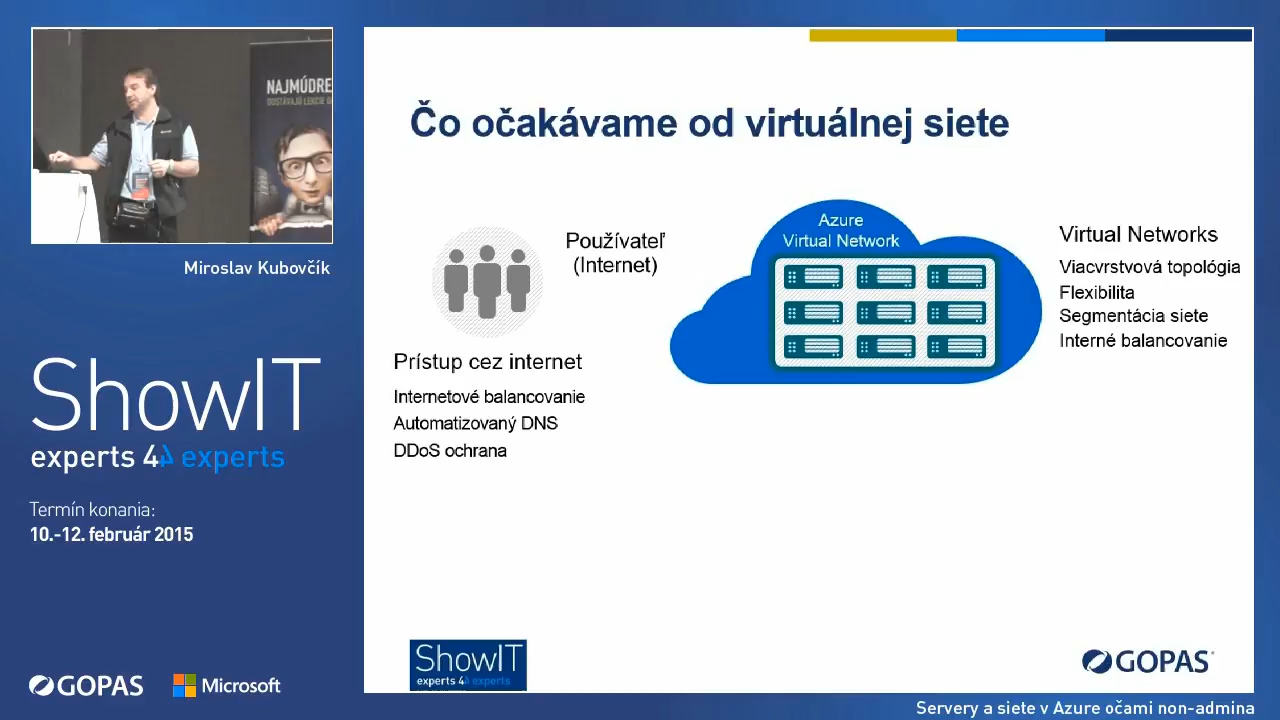 NAJMÚDRE
DOSTÁVAJÚ LEKCIE
Miroslav Kubovčík
ShowIT
experts 4 experts
Termín konania:
10.-12. február 2015
GOPAS
Microsoft
Čo očakávame od virtuálnej siete
Používateľ
(Internet)
Prístup cez internet
Internetové balancovanie
Automatizovaný DNS
DDoS ochrana
Azure
Virtual Network
Virtual Networks
Viacvrstvová topológia
Flexibilita
Segmentácia siete
Interné balancovanie
ShowIT
experts 4 experts
GOPAS
Servery a siete v Azure očami non-admina